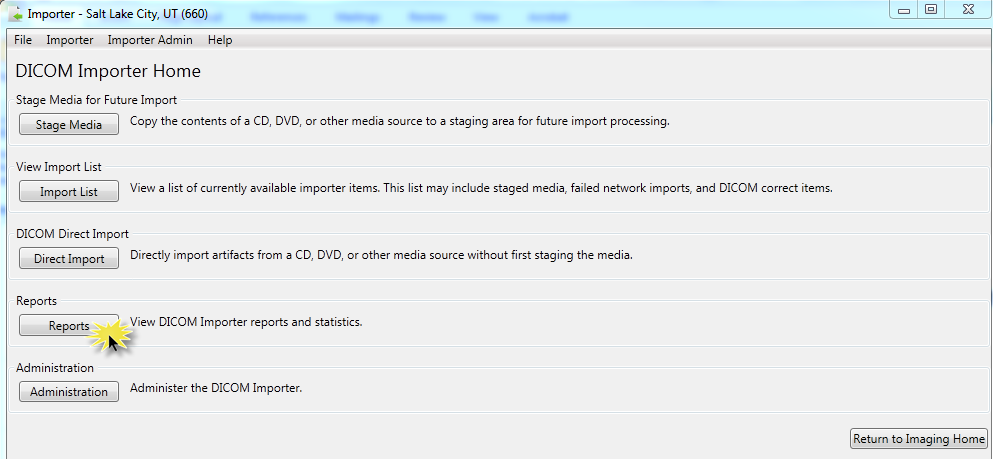 Importer - Salt Lake City, UT (660)
References Meetings Review View Acrobat
File Importer Importer Admin Help
DICOM Importer Home
Stage Media for Future Import
Stage Media Copy the contents of a CD, DVD, or other media source to a staging area for future import processing.
View Import List
Import List View a list of currently available importer items. This list may include staged media, failed network imports, and DICOM correct items.
DICOM Direct Import
Direct Import Directly import artifacts from a CD, DVD, or other media source without first staging the media.
Reports
Reports View DICOM Importer reports and statistics.
Administration
Administration Administer the DICOM Importer.
Return to Imaging Home